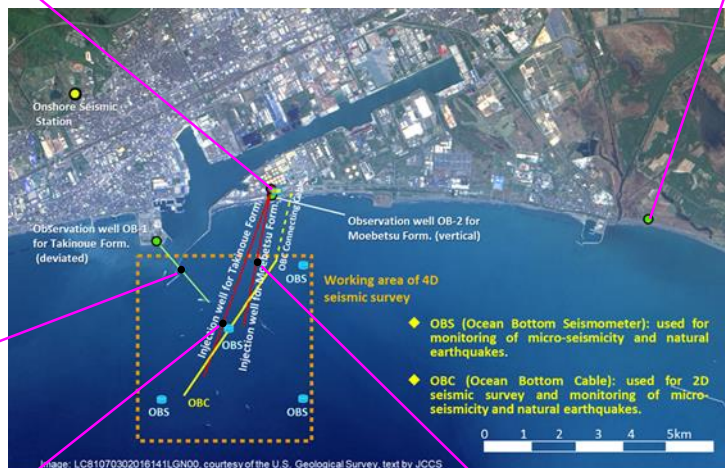 Onshore Seismic
Station
Observation well OB-1
for Takinoue Form.
(deviated)
Injection well for Takinoue Form.
Injection well for Moebetsu Form.
OBC Connecting Cable
Observation well OB-2 for
Moebetsu Form. (vertical)
OBS
Working area of 4D
seismic survey
OBS
OBC
OBS
OBS
OBS (Ocean Bottom Seismometer): used for
monitoring of micro-seismicity and natural
earthquakes.
OBC (Ocean Bottom Cable): used for 2D
seismic survey and monitoring of micro-
seismicity and natural earthquakes.
0 1 2 3 4 5km
Image: LC81070302016141LGN00, courtesy of the U.S. Geological Survey, text by JCCS